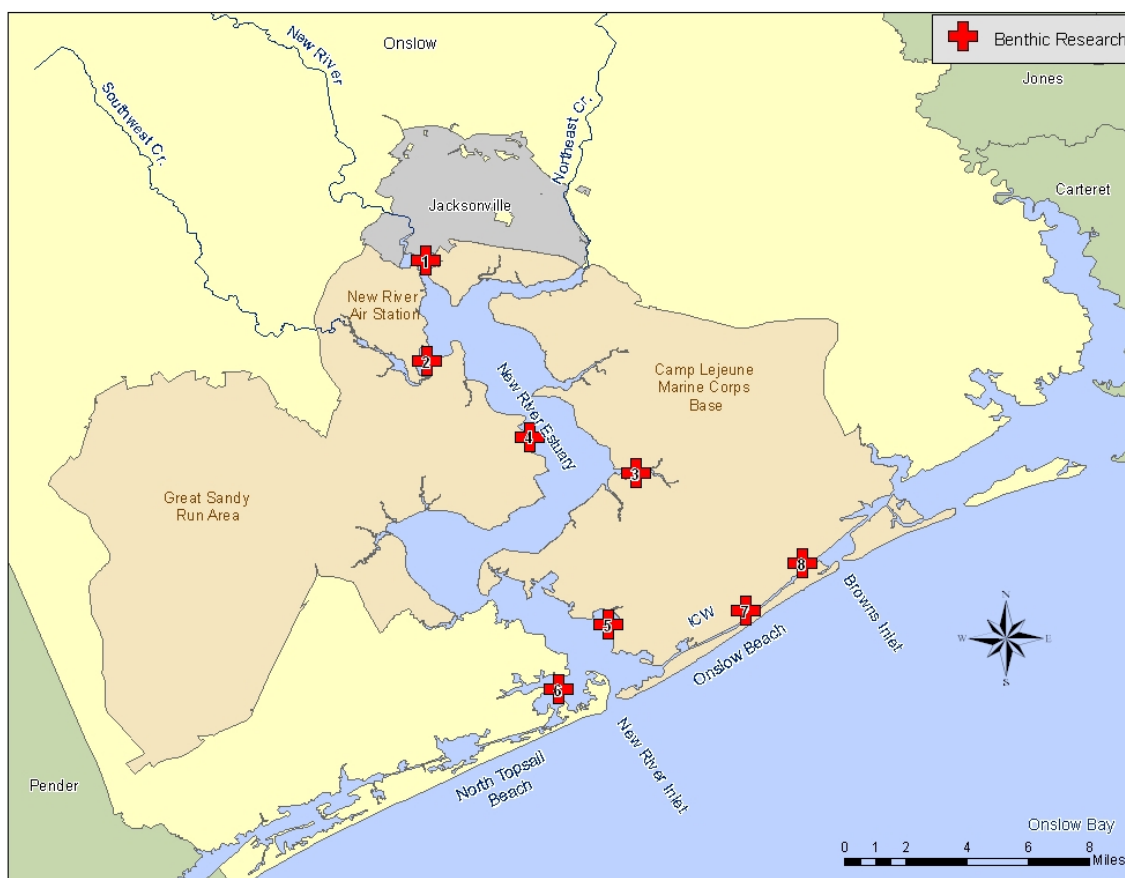 Benthic Research
Onslow
New River
Southwest Cr.
Northeast Cr.
Jones
Carteret
Jacksonville
1
New River
Air Station
2
New River Estuary
Camp Lejeune
Marine Corps
Base
4
3
Great Sandy
Run Area
8
7
ICW
5
Onslow Beach
Browns Inlet
N
W
E
S
6
New River Inlet
North Topsail
Beach
Pender
Onslow Bay
0 2 4 6 8
Miles